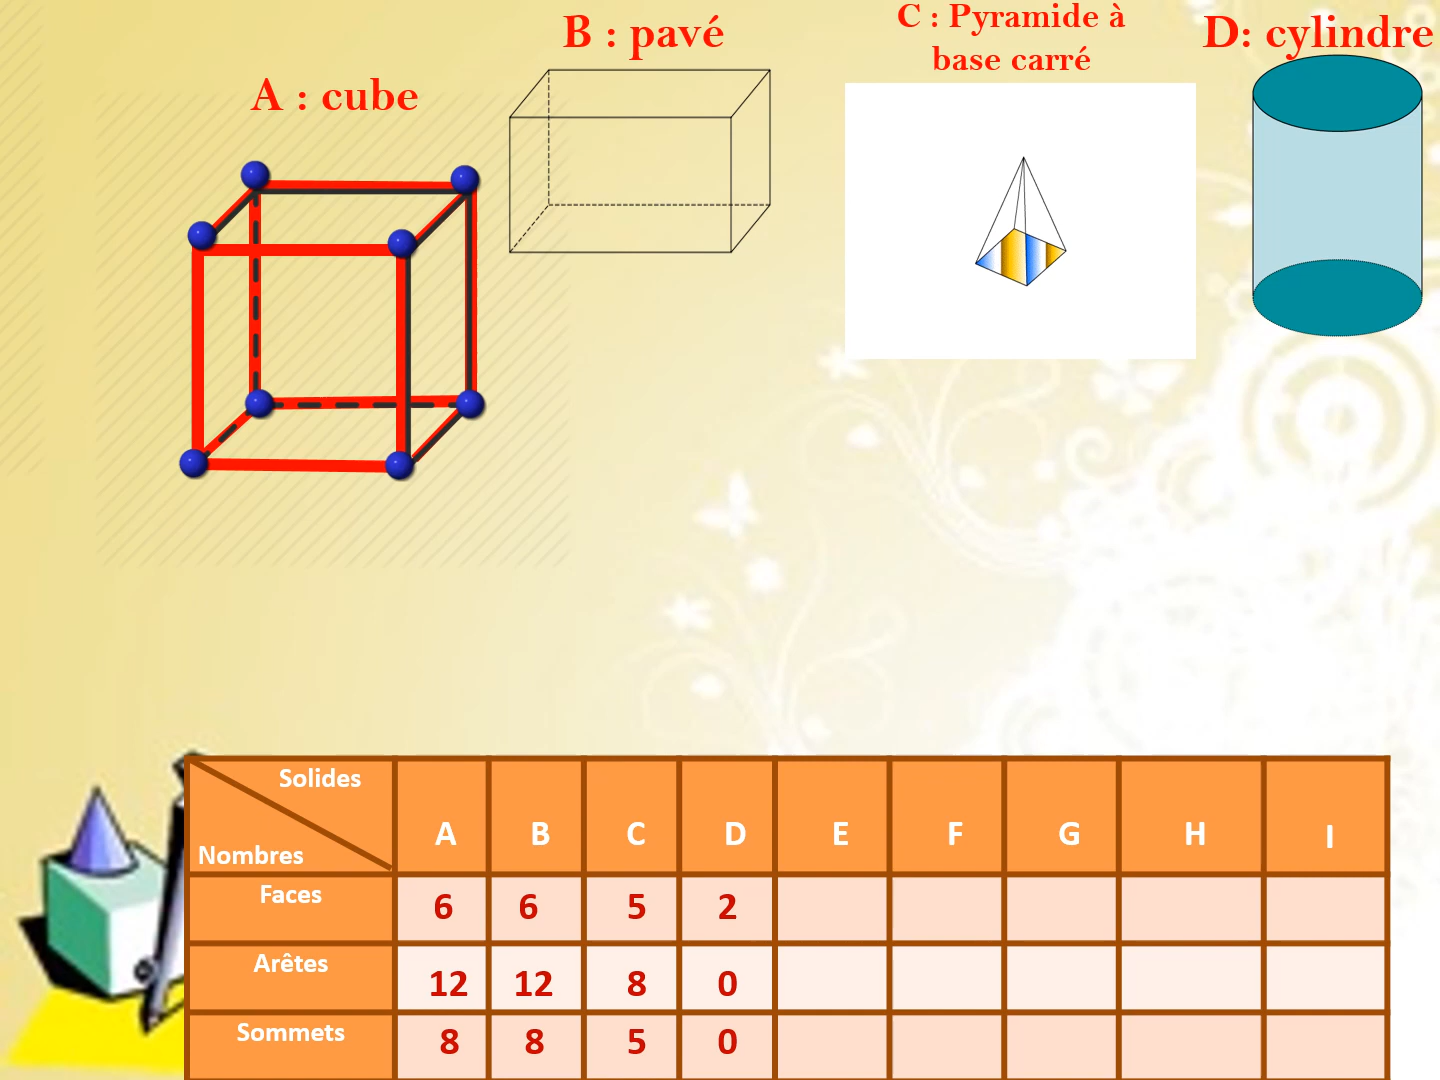 A : cube
B : pavé
C : Pyramide à
base carré
D: cylindre
Solides
Nombres
A B C D E F G H I
Faces 6 6 5 2
Arêtes 12 12 8 0
Sommets 8 8 5 0